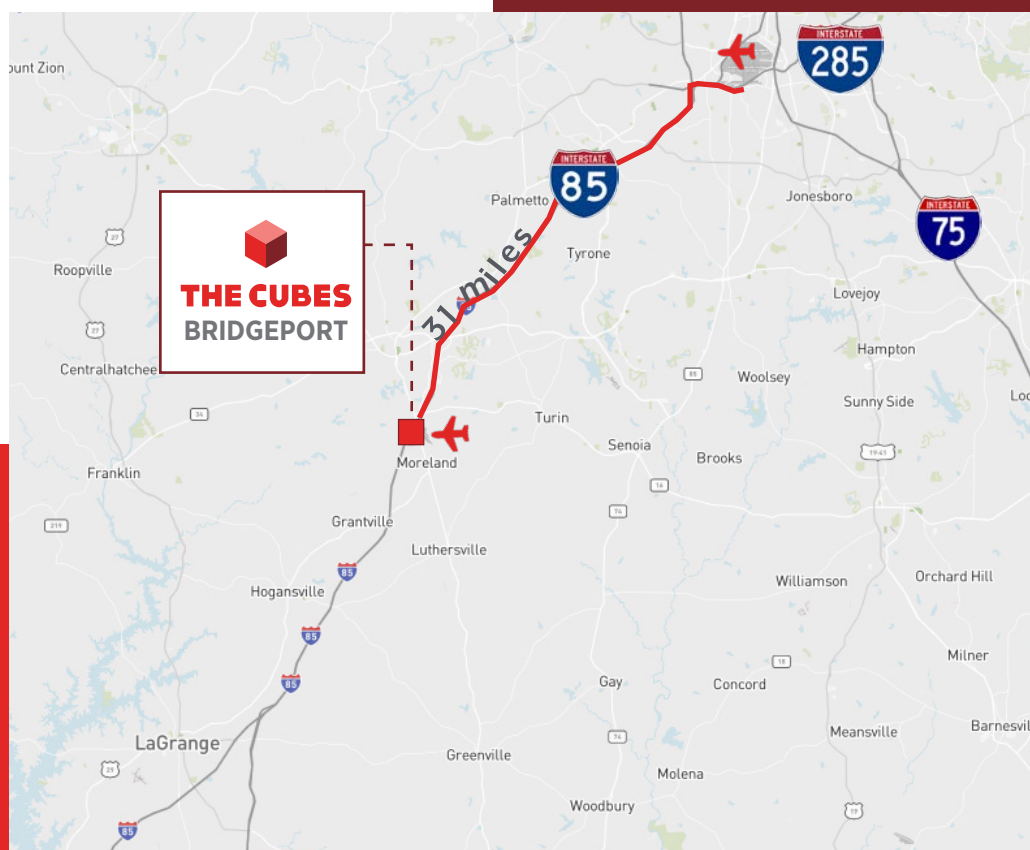 ount Zion
INTERSTATE
285
INTERSTATE
85
Palmetto
Jonesboro
INTERSTATE
75
27
Roopville
Tyrone
THE CUBES
BRIDGEPORT
31 miles
Lovejoy
27
Hampton
Centralhatchee
85
Woolsey
Sunny Side
Loc
34
Turin
Senoia
Moreland
Brooks
19-41
Franklin
16
74
219
Grantville
Luthersville
85
Williamson
Orchard Hill
Hogansville
85
Milner
18
85
Gay
Concord
Barnesvil
Meansville
74
LaGrange
Greenville
Molena
Woodbury
85